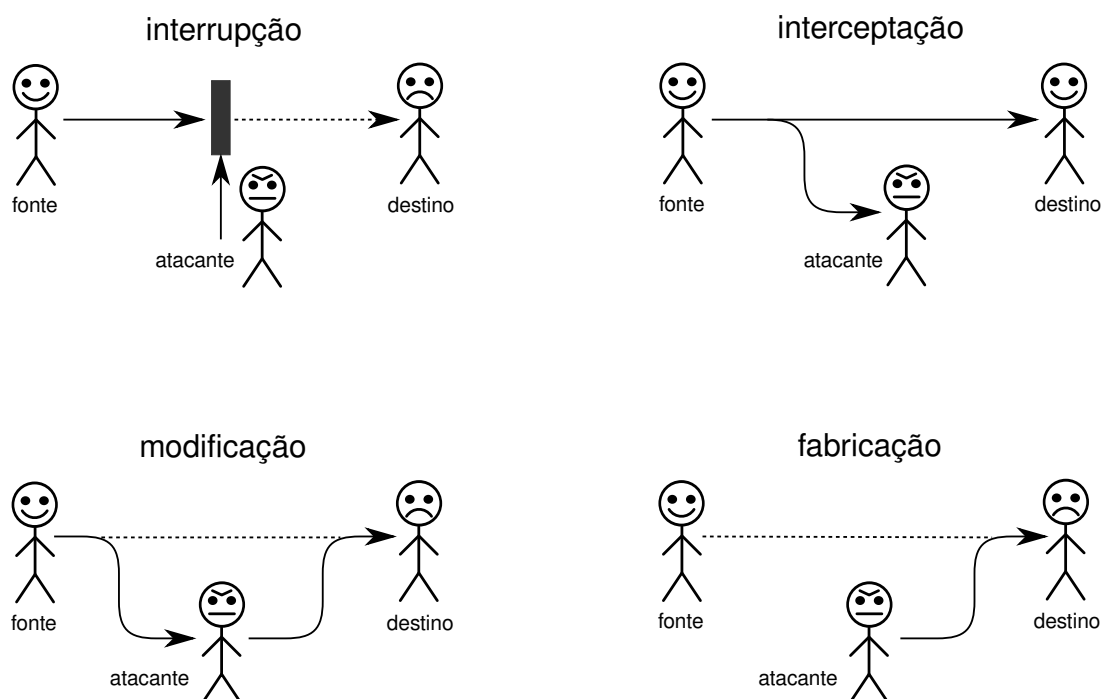 interrupção
fonte
atacante
destino
interceptação
fonte
atacante
destino
modificação
fonte
atacante
destino
fabricação
fonte
atacante
destino